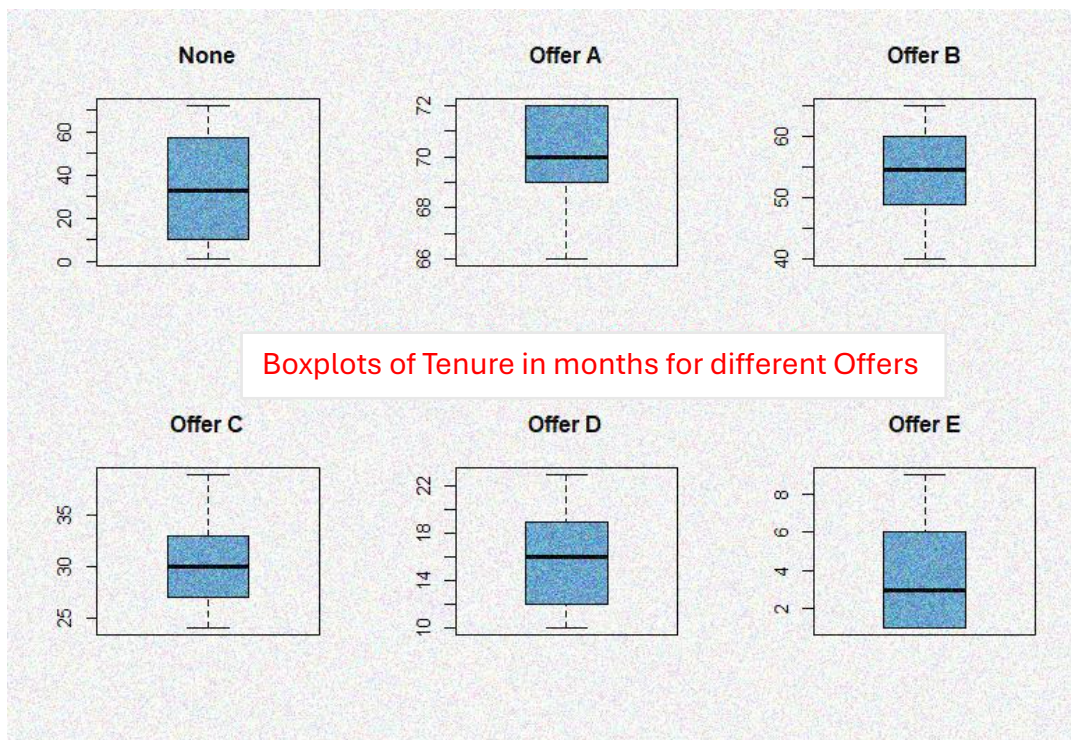 None
Offer A
Offer B
0 20 40 60
66 68 70 72
40 50 60
Boxplots of Tenure in months for different Offers
Offer C
Offer D
Offer E
25 30 35
10 14 18 22
2 4 6 8